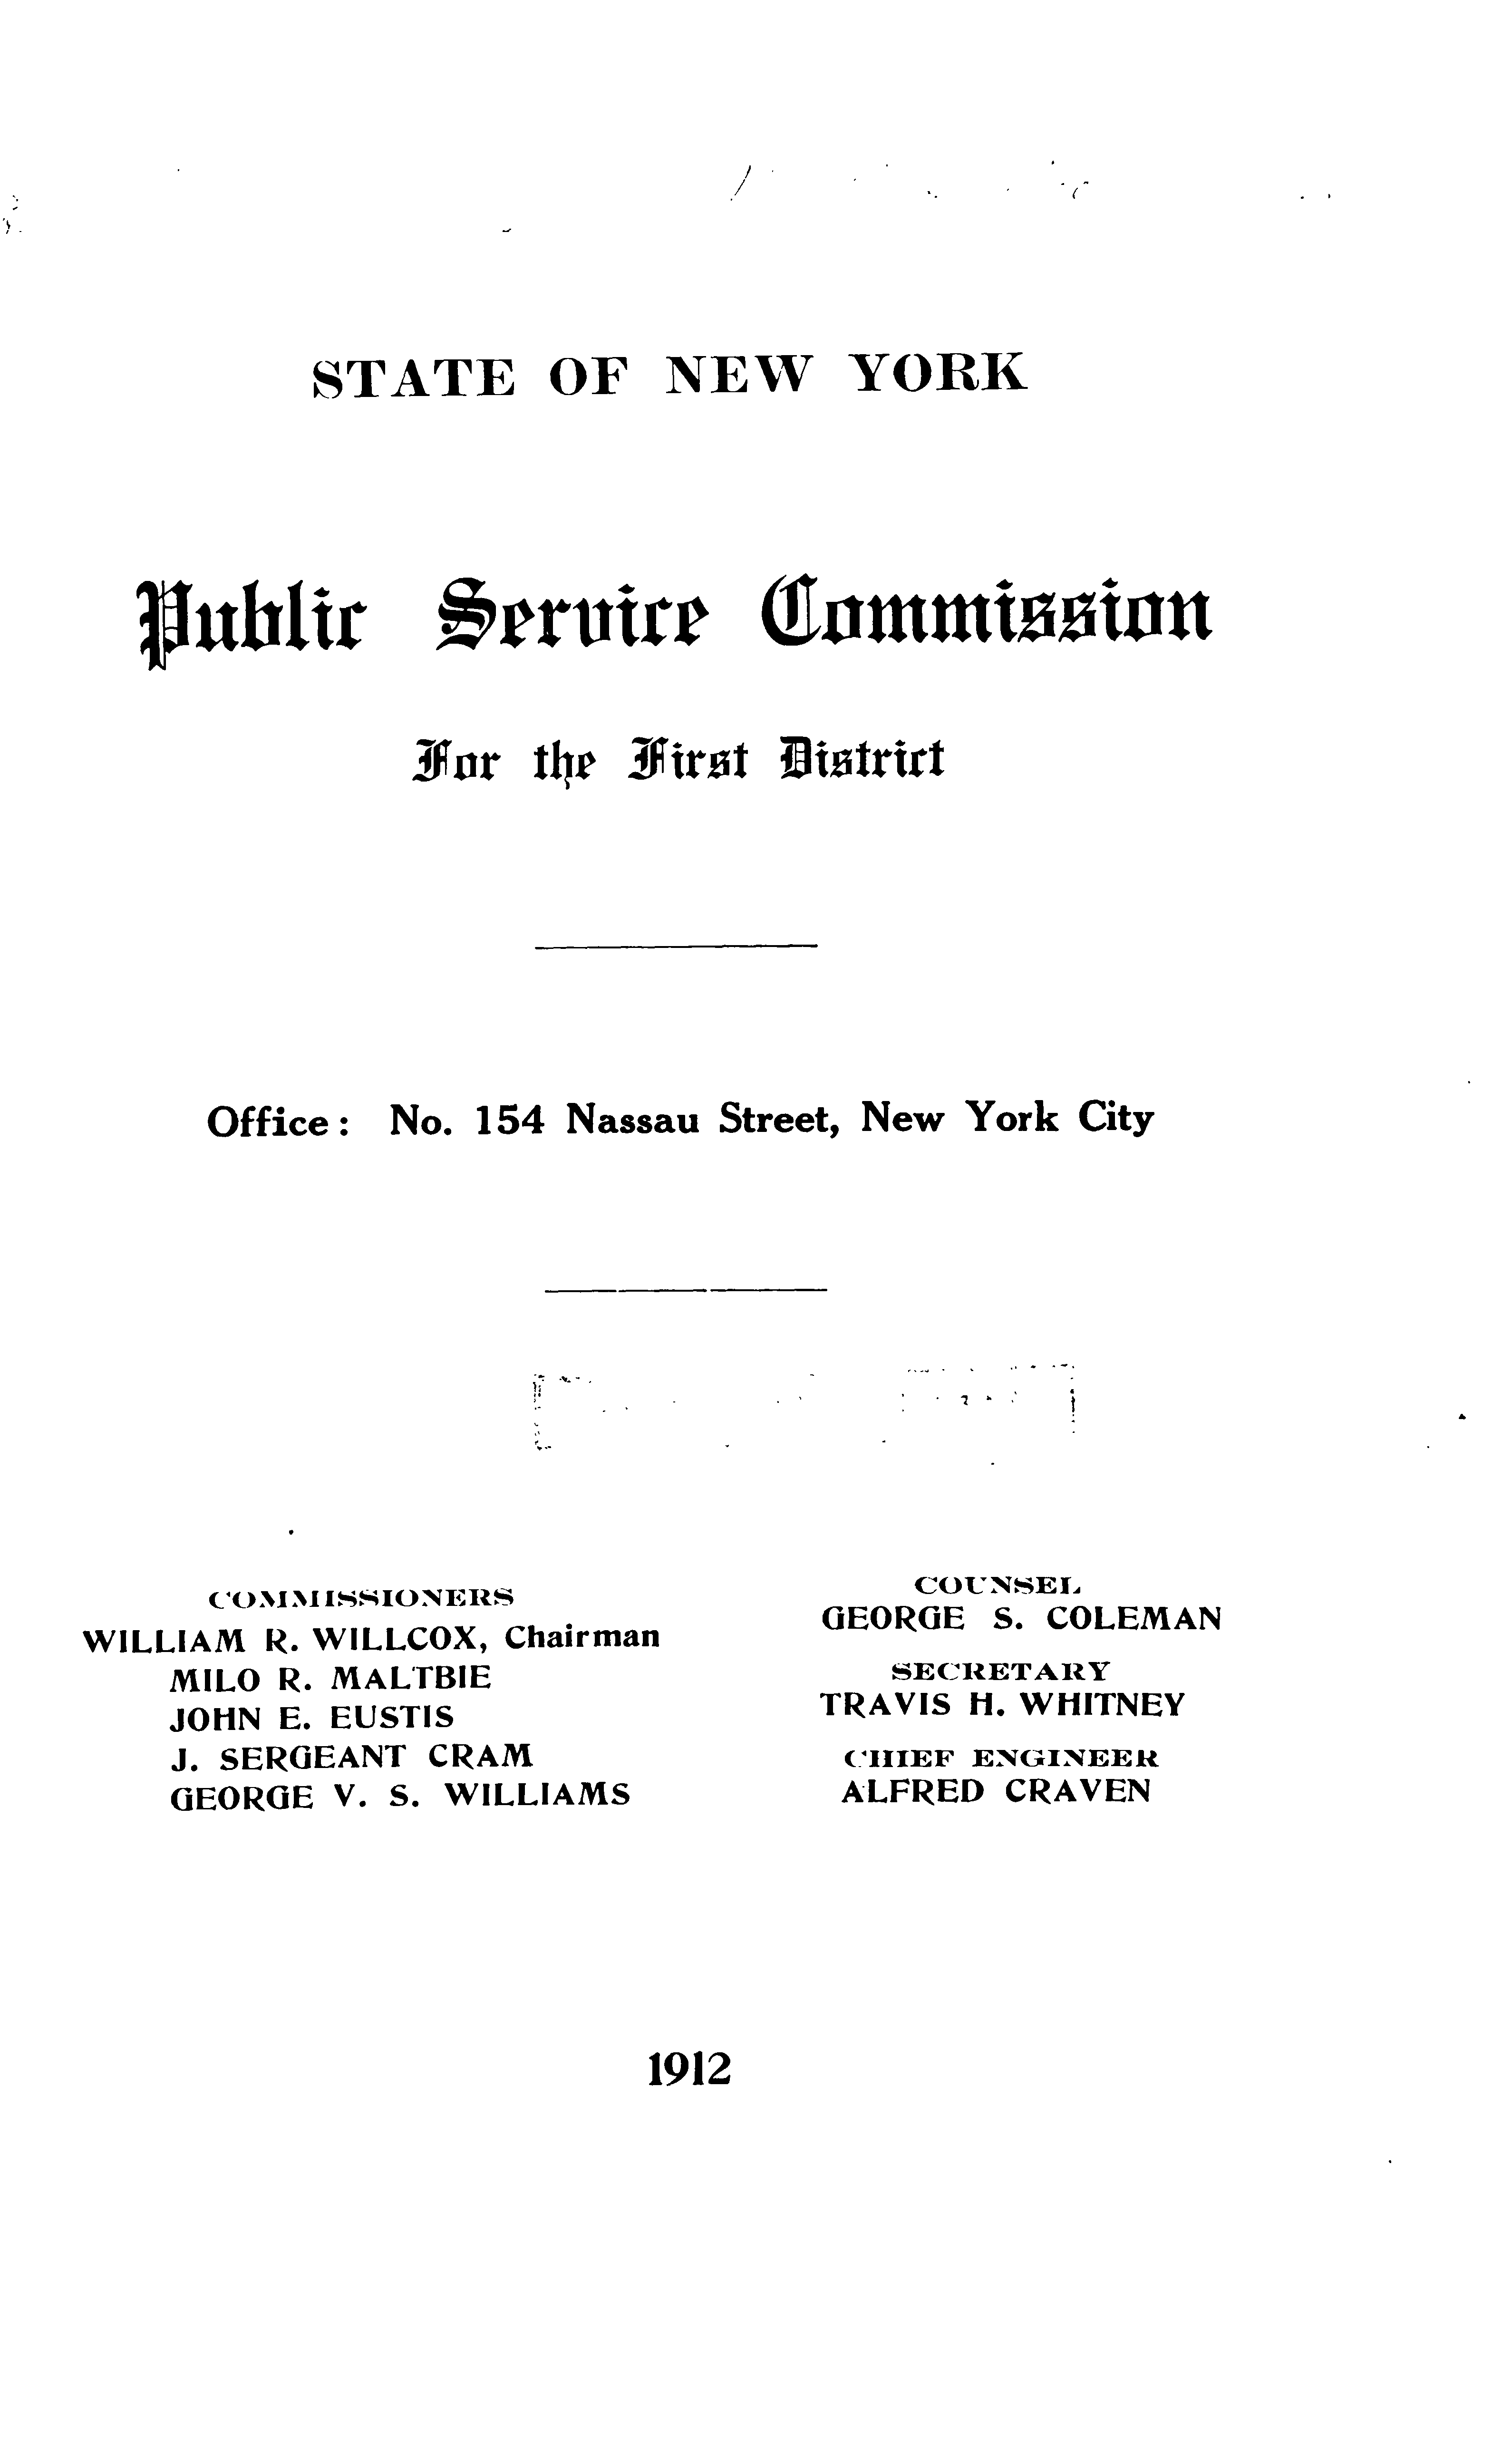 STATE OF NEW YORK
Public Service Commission
For the First District
Office: No. 154 Nassau Street, New York City
COMMISSIONERS
WILLIAM R. WILLCOX, Chairman
MILO R. MALTBIE
JOHN E. EUSTIS
J. SERGEANT CRAM
GEORGE V. S. WILLIAMS
COUNSEL
GEORGE S. COLEMAN
SECRETARY
TRAVIS H. WHITNEY
CHIEF ENGINEER
ALFRED CRAVEN
1912